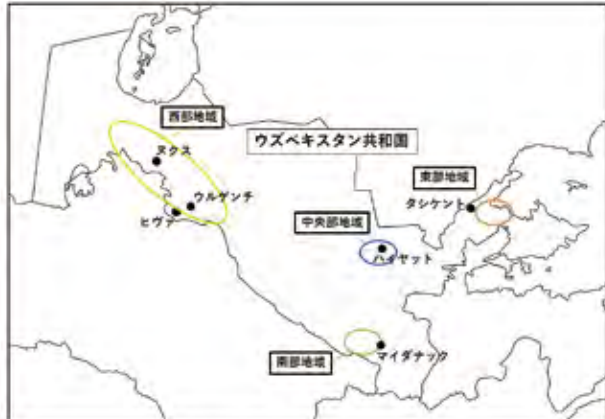 西部地域
ヌクス
ウズベキスタン共和国
東部地域
ウルゲンチ
タシケント
ヒヴァ
中央部地域
ハイヤット
南部地域
マイダナック